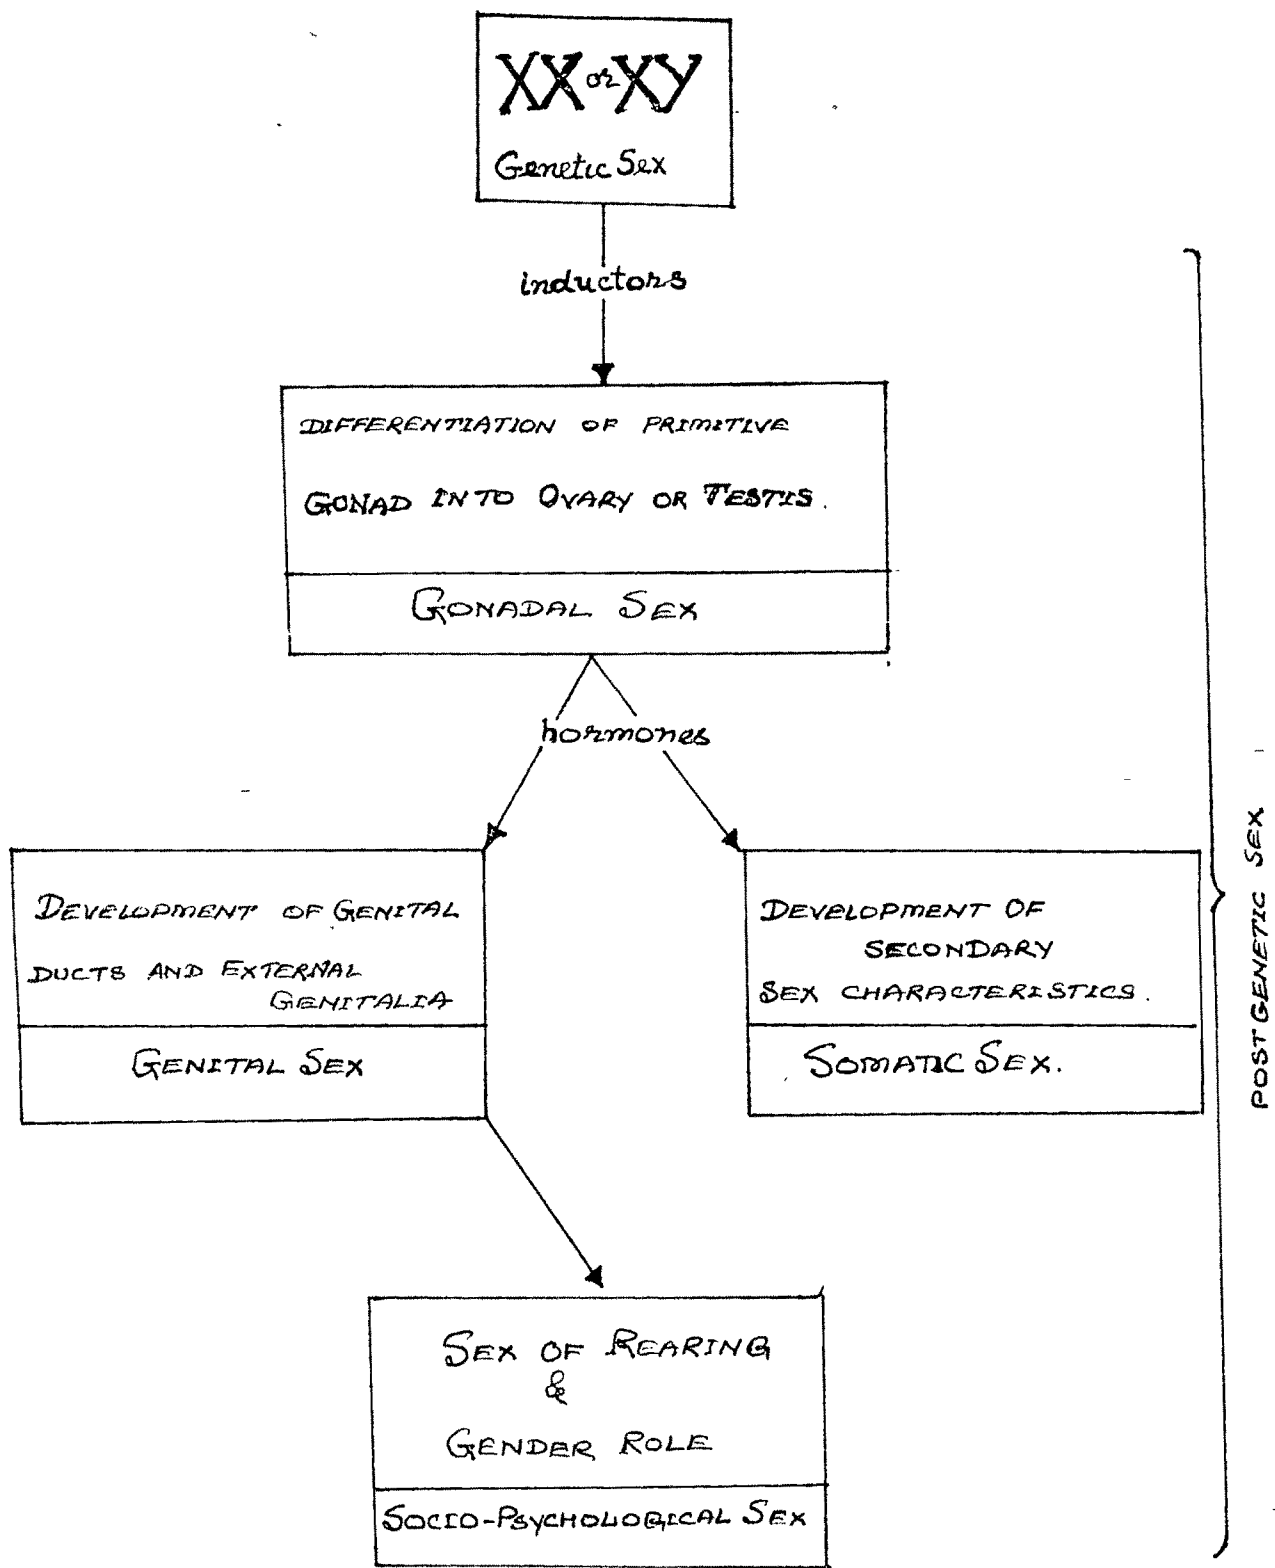 XX or XY
Genetic Sex
inductors
DIFFERENTIATION OF PRIMITIVE
GONAD INTO OVARY OR TESTIS.
GONADAL SEX
hormones
DEVELOPMENT OF GENITAL
DUCTS AND EXTERNAL
GENITALIA
GENITAL SEX
DEVELOPMENT OF
SECONDARY
SEX CHARACTERISTICS.
SOMATIC SEX.
SEX OF REARING
&
GENDER ROLE
SOCIO-PSYCHOLOGICAL SEX
POST GENETIC SEX